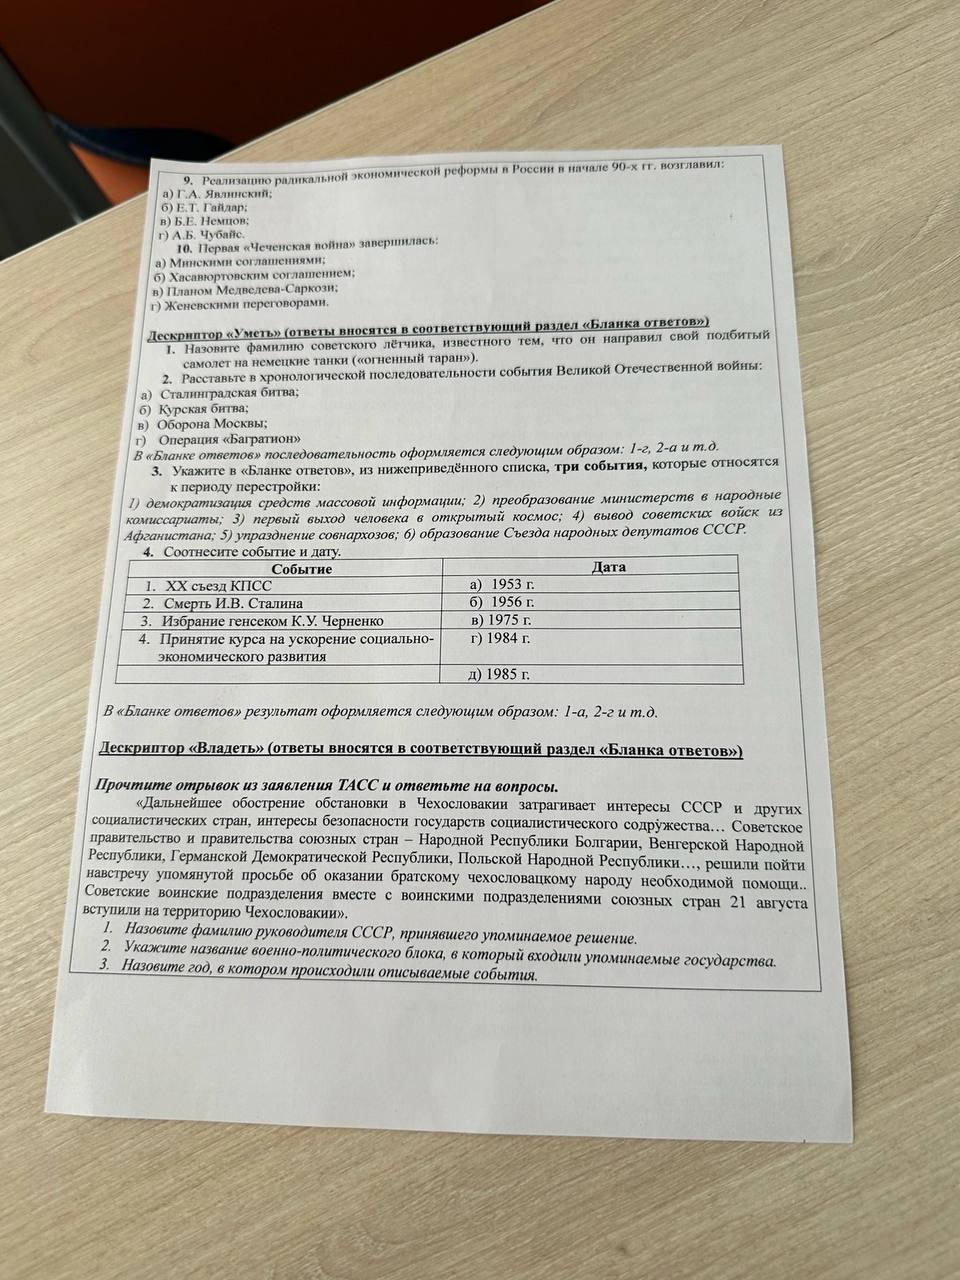 9. Реализацию радикальной экономической реформы в России в начале 90-х гг. возглавил:
а) Г.А. Явлинский;
б) Е.Т. Гайдар;
в) Б.Е. Немцов;
г) А.Б. Чубайс.
10. Первая «Чеченская война» завершилась:
а) Минскими соглашениями;
б) Хасавюртовским соглашением;
в) Планом Медведева-Саркози;
г) Женевскими переговорами.
Дескриптор «Уметь» (ответы вносятся в соответствующий раздел «Бланка ответов»)
1. Назовите фамилию советского лётчика, известного тем, что он направил свой подбитый
самолет на немецкие танки («огненный таран»).
2. Расставьте в хронологической последовательности события Великой Отечественной войны:
а) Сталинградская битва;
б) Курская битва;
в) Оборона Москвы;
г) Операция «Багратион»
В «Бланке ответов» последовательность оформляется следующим образом: 1-г, 2-а и т.д.
3. Укажите в «Бланке ответов», из нижеприведённого списка, три события, которые относятся
к периоду перестройки:
1) демократизация средств массовой информации; 2) преобразование министерств в народные
комиссариаты; 3) первый выход человека в открытый космос; 4) вывод советских войск из
Афганистана; 5) упразднение совнархозов; 6) образование Съезда народных депутатов СССР.
4. Соотнесите событие и дату.
Событие Дата
1. XX съезд КПСС а) 1953 г.
2. Смерть И.В. Сталина б) 1956 г.
3. Избрание генсеком К.У. Черненко в) 1975 г.
4. Принятие курса на ускорение социально- г) 1984 г.
экономического развития
д) 1985 г.
В «Бланке ответов» результат оформляется следующим образом: 1-а, 2-г и т.д.
Дескриптор «Владеть» (ответы вносятся в соответствующий раздел «Бланка ответов»)
Прочтите отрывок из заявления ТАСС и ответьте на вопросы.
«Дальнейшее обострение обстановки в Чехословакии затрагивает интересы СССР и других
социалистических стран, интересы безопасности государств социалистического содружества… Советское
правительство и правительства союзных стран – Народной Республики Болгарии, Венгерской Народной
Республики, Германской Демократической Республики, Польской Народной Республики…, решили пойти
навстречу упомянутой просьбе об оказании братскому чехословацкому народу необходимой помощи..
Советские воинские подразделения вместе с воинскими подразделениями союзных стран 21 августа
вступили на территорию Чехословакии».
1. Назовите фамилию руководителя СССР, принявшего упоминаемое решение.
2. Укажите название военно-политического блока, в который входили упоминаемые государства.
3. Назовите год, в котором происходили описываемые события.